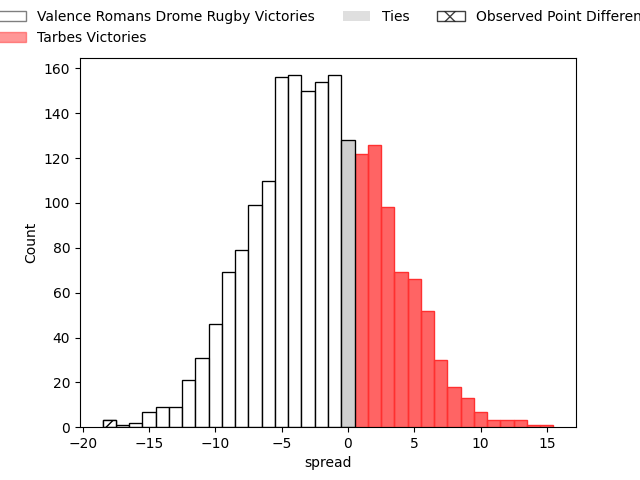 Valence Romans Drome Rugby Victories Ties Observed Point Differen
Tarbes Victories
160
140
120
100
80
60
40
20
0
Count
−20 −15 −10 −5 0 5 10 15
spread